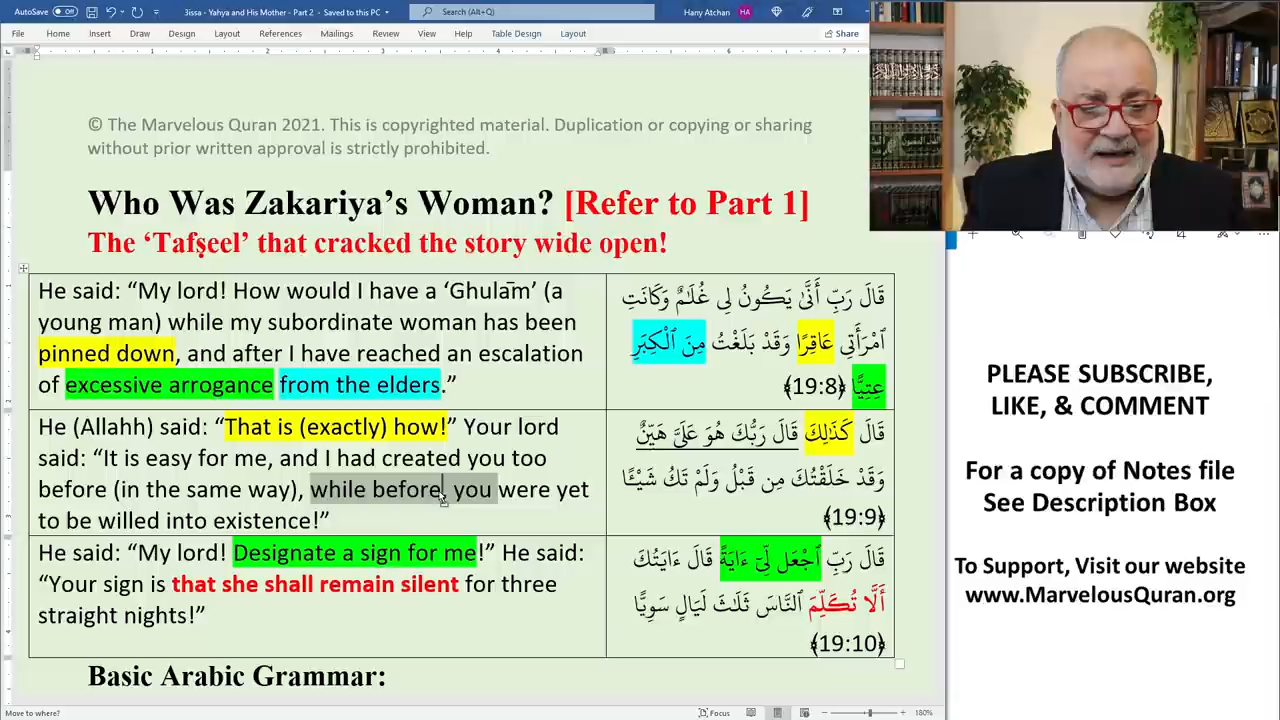 AutoSave Off
3issa - Yahya and His Mother - Part 2 - Saved to this PC
Search (Alt+Q)
Hany Atchan HA
File Home Insert Draw Design Layout References Mailings Review View Help Table Design Layout Share
© The Marvelous Quran 2021. This is copyrighted material. Duplication or copying or sharing
without prior written approval is strictly prohibited.
Who Was Zakariya’s Woman? [Refer to Part 1]
The ‘Tafṣeel’ that cracked the story wide open!
He said: “My lord! How would I have a ‘Ghulām’ (a
young man) while my subordinate woman has been
pinned down, and after I have reached an escalation
of excessive arrogance from the elders.”
قَالَ رَبِّ أَنَّىٰ يَكُونُ لِى غُلَـٰمٌ وَكَانَتِ
ٱمْرَأَتِى عَاقِرًا وَقَدْ بَلَغْتُ مِنَ ٱلْكِبَرِ
عِتِيًّا ﴿19:8﴾
He (Allahh) said: “That is (exactly) how!” Your lord
said: “It is easy for me, and I had created you too
before (in the same way), while before, you were yet
to be willed into existence!”
قَالَ كَذَٰلِكَ قَالَ رَبُّكَ هُوَ عَلَىَّ هَيِّنٌ
وَقَدْ خَلَقْتُكَ مِن قَبْلُ وَلَمْ تَكُ شَيْـًٔا
﴿19:9﴾
He said: “My lord! Designate a sign for me!” He said:
“Your sign is that she shall remain silent for three
straight nights!”
قَالَ رَبِّ ٱجْعَل لِّىٓ ءَايَةً قَالَ ءَايَتُكَ
أَلَّا تُكَلِّمَ ٱلنَّاسَ ثَلَـٰثَ لَيَالٍ سَوِيًّا
﴿19:10﴾
Basic Arabic Grammar:
PLEASE SUBSCRIBE,
LIKE, & COMMENT
For a copy of Notes file
See Description Box
To Support, Visit our website
www.MarvelousQuran.org
Move to where?
Focus
180%